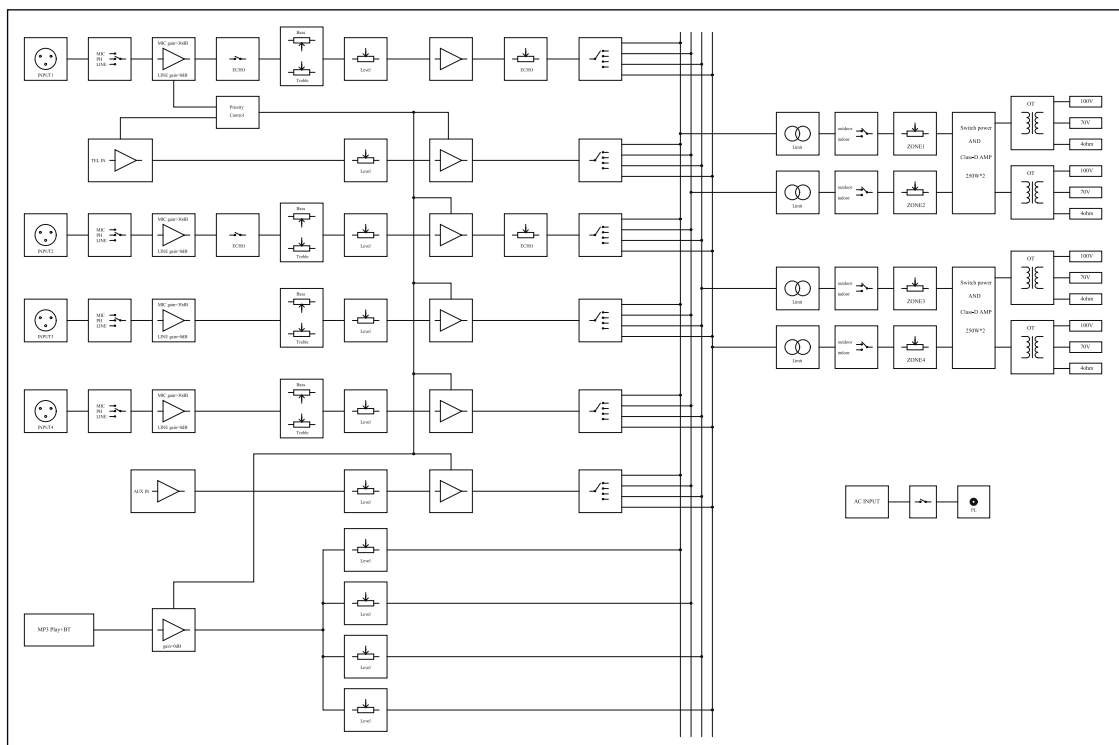 INPUT1
MIC
PH
LINE
MIC gain=30dB
LINE gain=0dB
ECHO
Bass
Treble
Level
ECHO
Priority
Control
TEL IN
Level
INPUT2
MIC
PH
LINE
MIC gain=30dB
LINE gain=0dB
ECHO
Bass
Treble
Level
ECHO
INPUT3
MIC
PH
LINE
MIC gain=30dB
LINE gain=0dB
Bass
Treble
Level
INPUT4
MIC
PH
LINE
MIC gain=30dB
LINE gain=0dB
Bass
Treble
Level
AUX IN
Level
Level
Level
MP3 Play+BT
gain=0dB
Level
Level
Limit
outdoor
indoor
ZONE1
Switch power
AND
Class-D AMP
250W*2
OT
100V
70V
4ohm
Limit
outdoor
indoor
ZONE2
OT
100V
70V
4ohm
Limit
outdoor
indoor
ZONE3
Switch power
AND
Class-D AMP
250W*2
OT
100V
70V
4ohm
Limit
outdoor
indoor
ZONE4
OT
100V
70V
4ohm
AC INPUT
PL